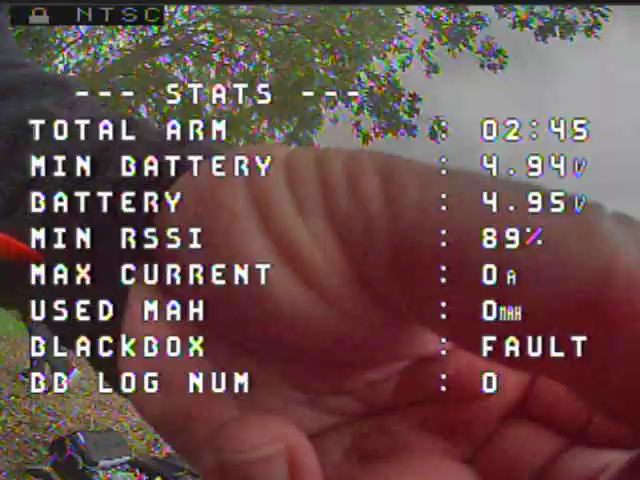 NTSC
--- STATS ---
TOTAL ARM : 02:45
MIN BATTERY : 4.94V
BATTERY : 4.95V
MIN RSSI : 89%
MAX CURRENT : 0A
USED MAH : 0MAH
BLACKBOX : FAULT
BB LOG NUM : 0